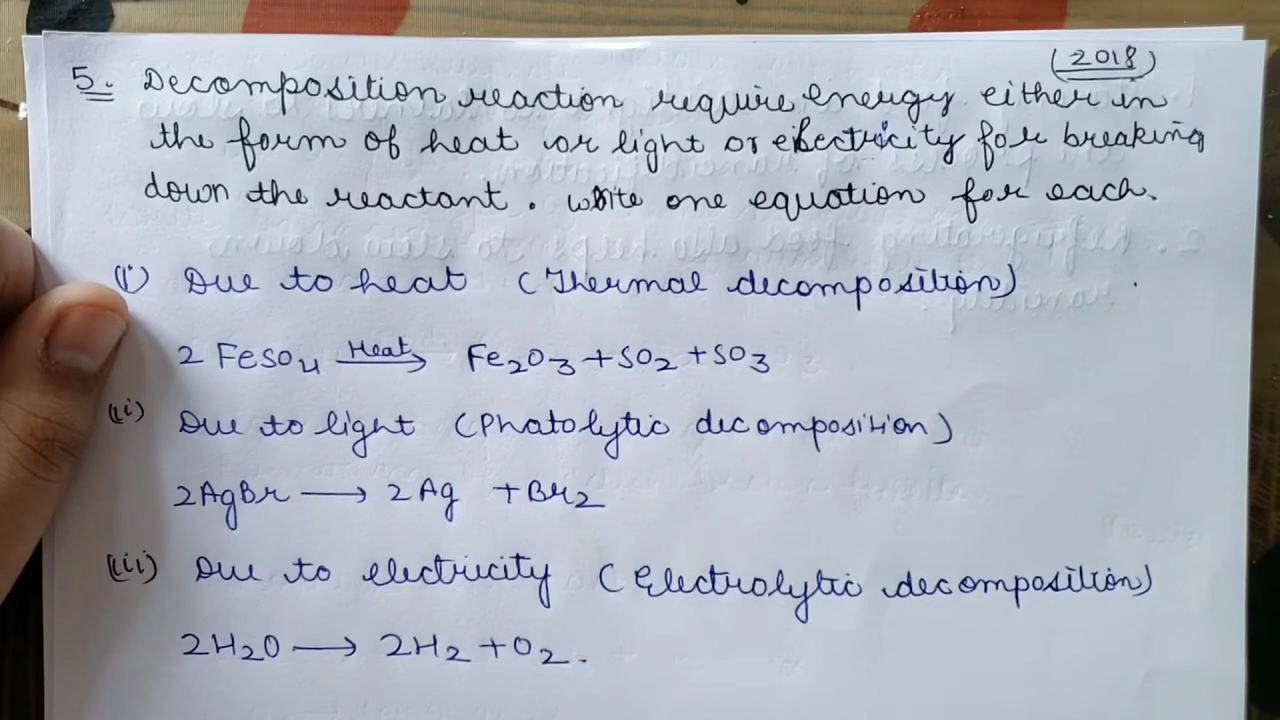 (2018)
5. Decomposition reaction require energy either in
the form of heat or light or electricity for breaking
down the reactant. Write one equation for each.
(i) Due to heat (Thermal decomposition)
2 FeSO4 Heat→ Fe2O3 + SO2 + SO3
(ii) Due to light (Photolytic decomposition)
2AgBr → 2Ag + Br2
(iii) Due to electricity (Electrolytic decomposition)
2H2O → 2H2 + O2.